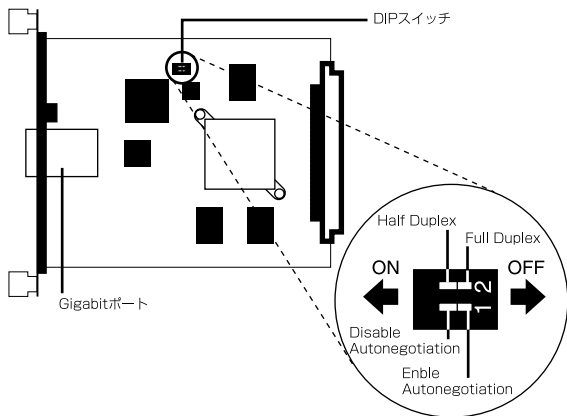 DIPスイッチ
Half Duplex
Full Duplex
ON
OFF
2
1
Gigabitポート
Disable
Autonegotiation
Enble
Autonegotiation